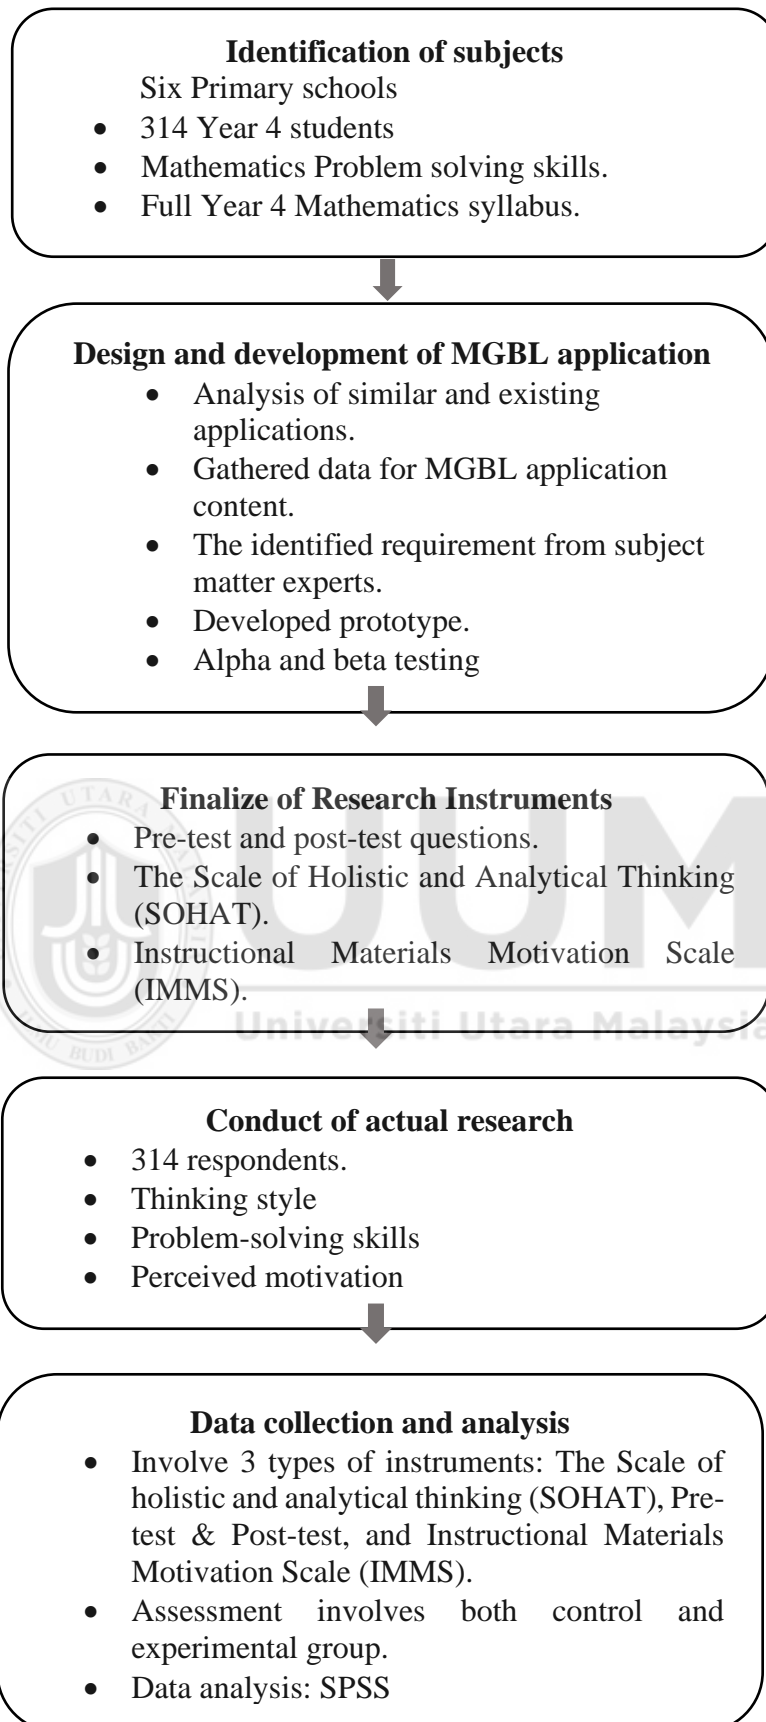 Identification of subjects
Six Primary schools
• 314 Year 4 students
• Mathematics Problem solving skills.
• Full Year 4 Mathematics syllabus.
Design and development of MGBL application
• Analysis of similar and existing
applications.
• Gathered data for MGBL application
content.
• The identified requirement from subject
matter experts.
• Developed prototype.
• Alpha and beta testing
Finalize of Research Instruments
• Pre-test and post-test questions.
• The Scale of Holistic and Analytical Thinking
(SOHAT).
• Instructional Materials Motivation Scale
(IMMS).
UUM
Universiti Utara Malaysia
Conduct of actual research
• 314 respondents.
• Thinking style
• Problem-solving skills
• Perceived motivation
Data collection and analysis
• Involve 3 types of instruments: The Scale of
holistic and analytical thinking (SOHAT), Pre-
test & Post-test, and Instructional Materials
Motivation Scale (IMMS).
• Assessment involves both control and
experimental group.
• Data analysis: SPSS